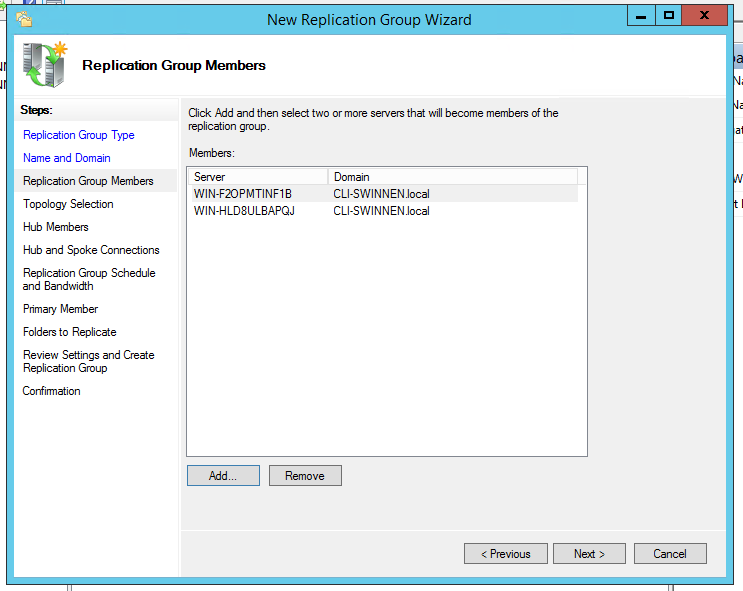 New Replication Group Wizard
Replication Group Members
Steps:
Replication Group Type
Name and Domain
Replication Group Members
Topology Selection
Hub Members
Hub and Spoke Connections
Replication Group Schedule
and Bandwidth
Primary Member
Folders to Replicate
Review Settings and Create
Replication Group
Confirmation
Click Add and then select two or more servers that will become members of the
replication group.
Members:
Server Domain
WIN-F2OPMTINF1B CLI-SWINNEN.local
WIN-HLD8ULBAPQJ CLI-SWINNEN.local
Add... Remove
< Previous Next > Cancel